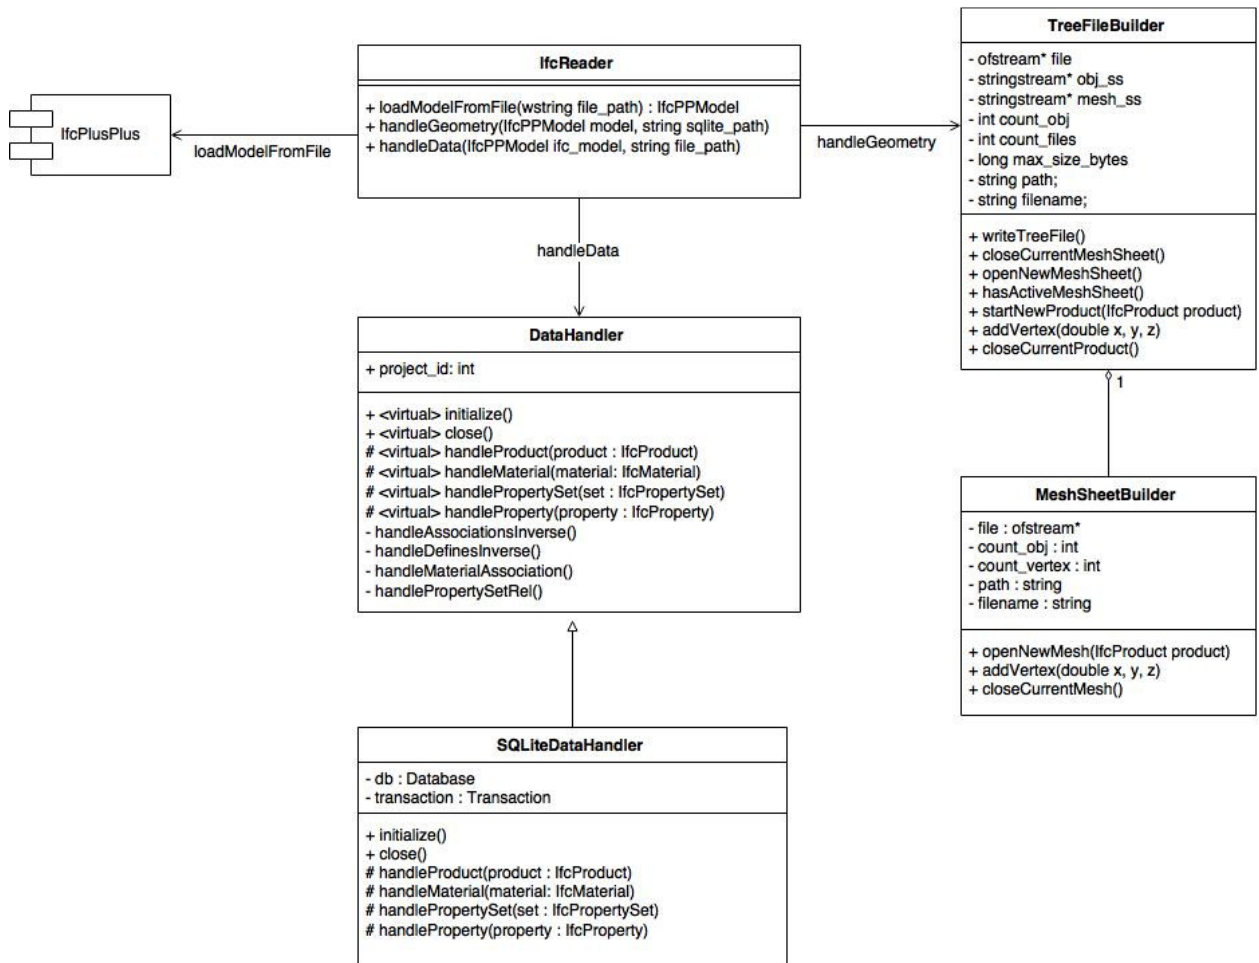 IfcPlusPlus
loadModelFromFile
IfcReader
+ loadModelFromFile(wstring file_path) : IfcPPModel
+ handleGeometry(IfcPPModel model, string sqlite_path)
+ handleData(IfcPPModel ifc_model, string file_path)
handleGeometry
handleData
TreeFileBuilder
- ofstream* file
- stringstream* obj_ss
- stringstream* mesh_ss
- int count_obj
- int count_files
- long max_size_bytes
- string path;
- string filename;
+ writeTreeFile()
+ closeCurrentMeshSheet()
+ openNewMeshSheet()
+ hasActiveMeshSheet()
+ startNewProduct(IfcProduct product)
+ addVertex(double x, y, z)
+ closeCurrentProduct()
1
DataHandler
+ project_id: int
+ <virtual> initialize()
+ <virtual> close()
# <virtual> handleProduct(product : IfcProduct)
# <virtual> handleMaterial(material: IfcMaterial)
# <virtual> handlePropertySet(set : IfcPropertySet)
# <virtual> handleProperty(property : IfcProperty)
- handleAssociationsInverse()
- handleDefinesInverse()
- handleMaterialAssociation()
- handlePropertySetRel()
MeshSheetBuilder
- file : ofstream*
- count_obj : int
- count_vertex : int
- path : string
- filename : string
+ openNewMesh(IfcProduct product)
+ addVertex(double x, y, z)
+ closeCurrentMesh()
SQLiteDataHandler
- db : Database
- transaction : Transaction
+ initialize()
+ close()
# handleProduct(product : IfcProduct)
# handleMaterial(material: IfcMaterial)
# handlePropertySet(set : IfcPropertySet)
# handleProperty(property : IfcProperty)